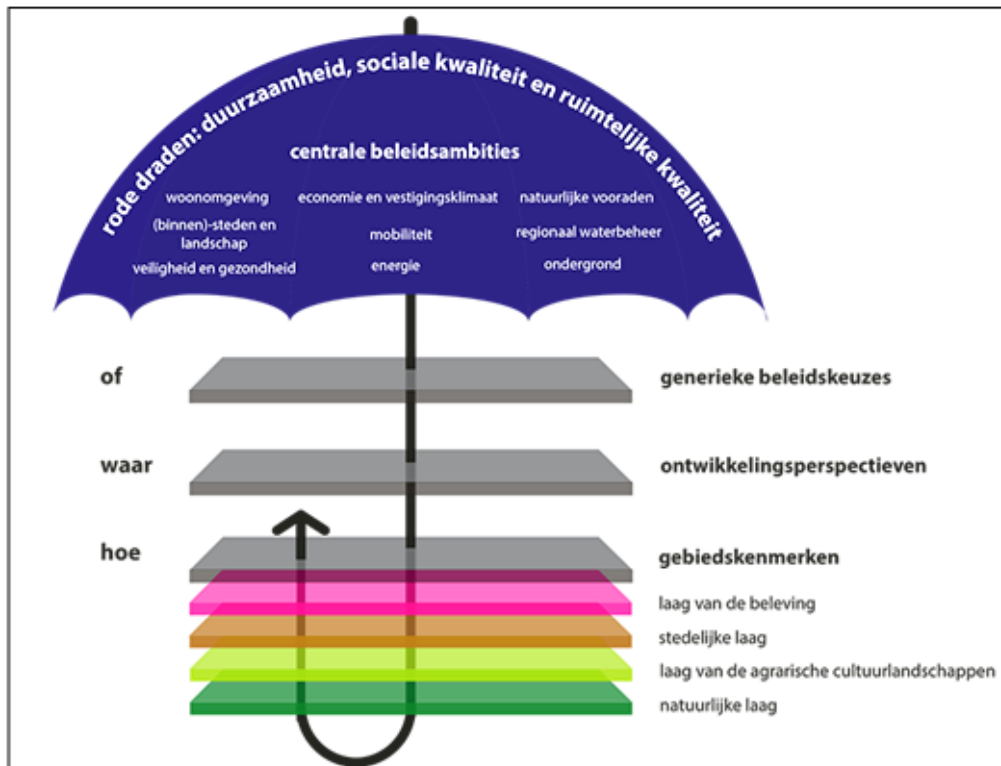 rode draden: duurzaamheid, sociale kwaliteit en ruimtelijke kwaliteit
centrale beleidsambities
woonomgeving
(binnen)-steden en
landschap
veiligheid en gezondheid
economie en vestigingsklimaat
mobiliteit
energie
natuurlijke vooraden
regionaal waterbeheer
ondergrond
of
generieke beleidskeuzes
waar
ontwikkelingsperspectieven
hoe
gebiedskenmerken
laag van de beleving
stedelijke laag
laag van de agrarische cultuurlandschappen
natuurlijke laag